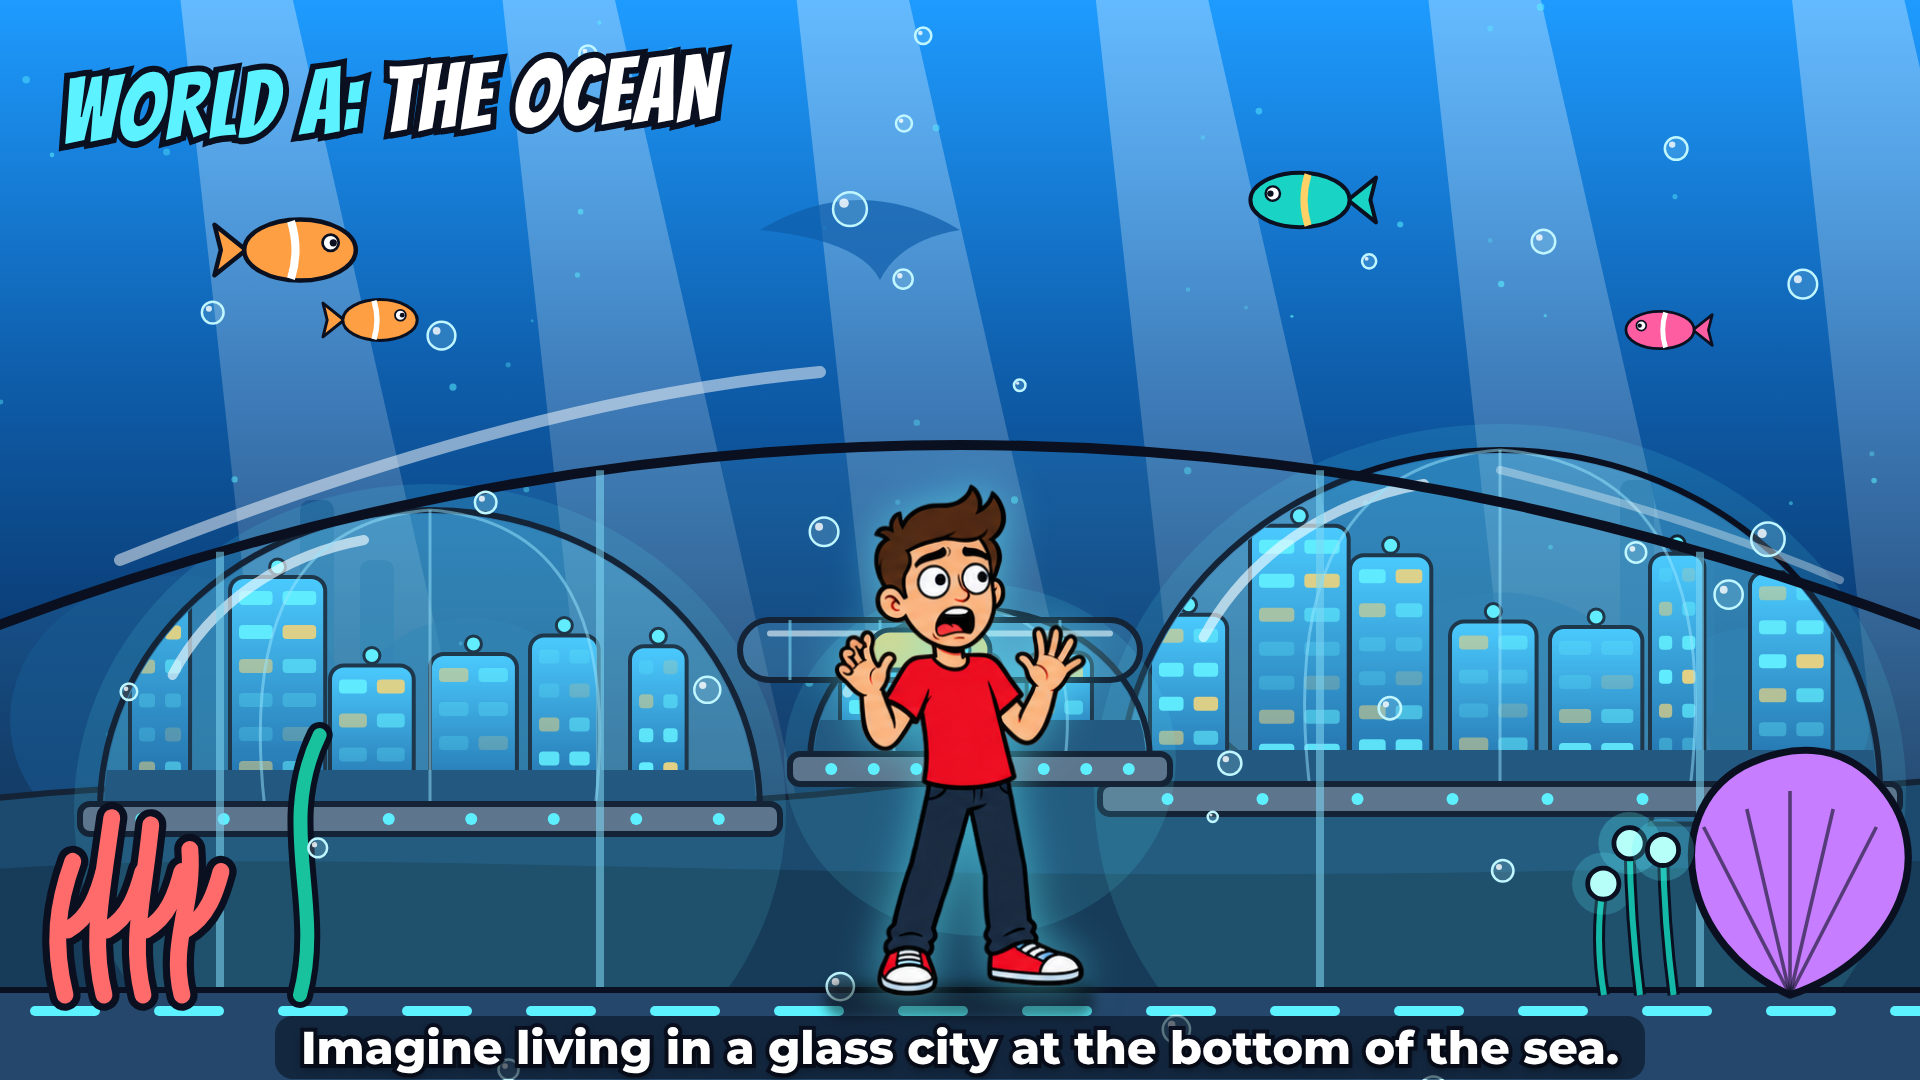 WORLD A: THE OCEAN
Imagine living in a glass city at the bottom of the sea.